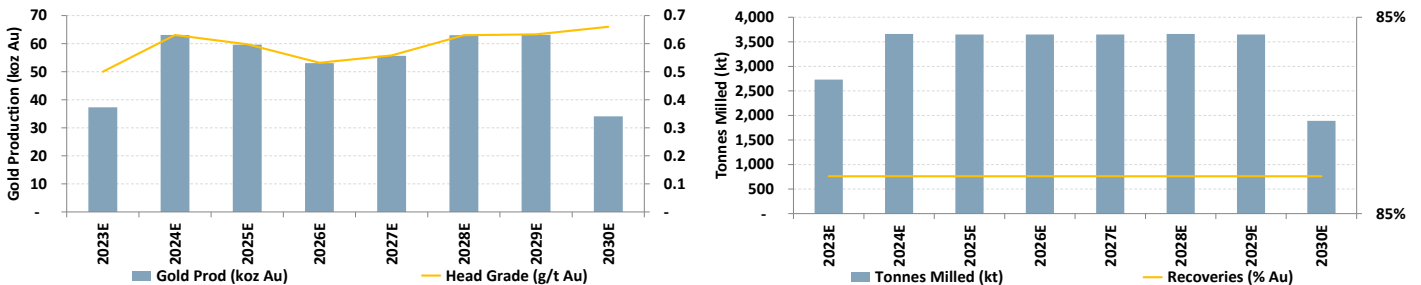 Gold Production (koz Au)
70
60
50
40
30
20
10
-
0.7
0.6
0.5
0.4
0.3
0.2
0.1
-
2023E
2024E
2025E
2026E
2027E
2028E
2029E
2030E
Gold Prod (koz Au)
Head Grade (g/t Au)
Tonnes Milled (kt)
4,000
3,500
3,000
2,500
2,000
1,500
1,000
500
-
85%
85%
2023E
2024E
2025E
2026E
2027E
2028E
2029E
2030E
Tonnes Milled (kt)
Recoveries (% Au)